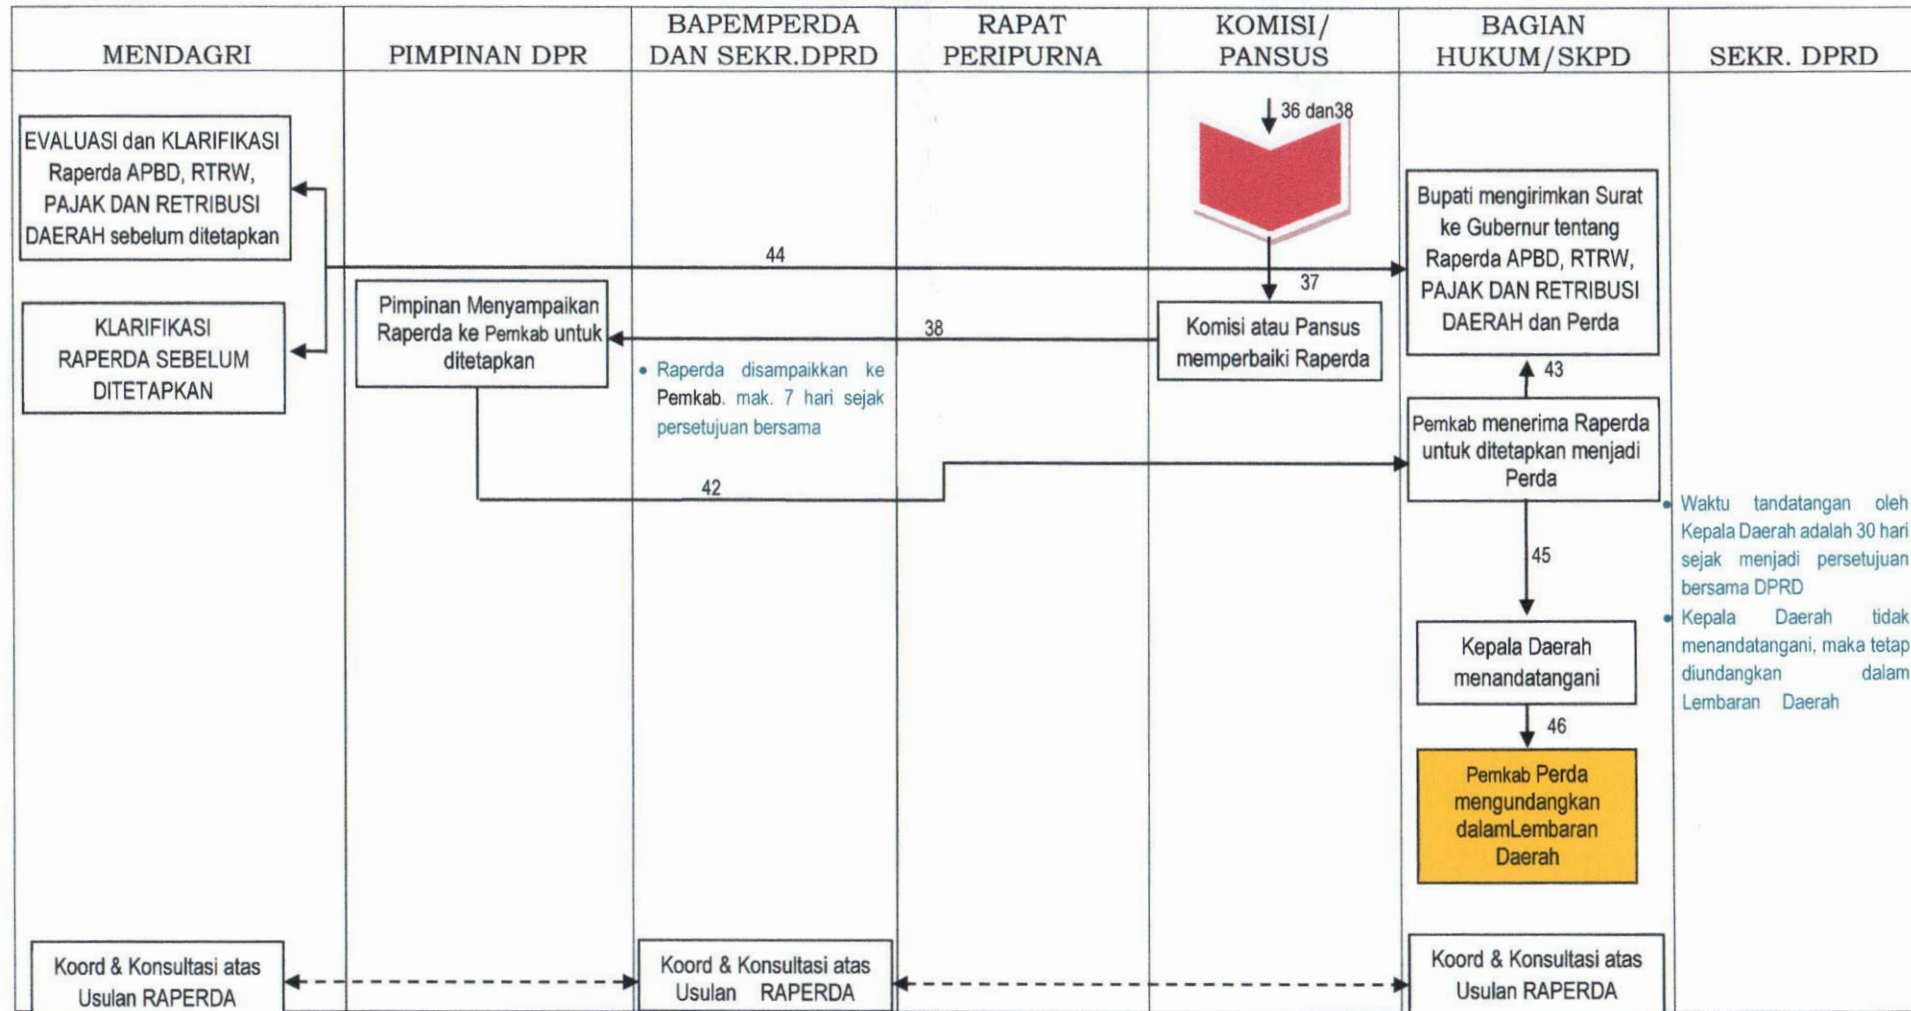 MENDAGRI
PIMPINAN DPR
BAPEMPERDA
DAN SEKR.DPRD
RAPAT
PERIPURNA
KOMISI/
PANSUS
BAGIAN
HUKUM/SKPD
SEKR. DPRD
EVALUASI dan KLARIFIKASI
Raperda APBD, RTRW,
PAJAK DAN RETRIBUSI
DAERAH sebelum ditetapkan
KLARIFIKASI
RAPERDA SEBELUM
DITETAPKAN
44
Pimpinan Menyampaikan
Raperda ke Pemkab untuk
ditetapkan
38
• Raperda disampaikkan ke
Pemkab. mak. 7 hari sejak
persetujuan bersama
42
36 dan38
37
Komisi atau Pansus
memperbaiki Raperda
Bupati mengirimkan Surat
ke Gubernur tentang
Raperda APBD, RTRW,
PAJAK DAN RETRIBUSI
DAERAH dan Perda
43
Pemkab menerima Raperda
untuk ditetapkan menjadi
Perda
45
Kepala Daerah
menandatangani
46
Pemkab Perda
mengundangkan
dalamLembaran
Daerah
• Waktu tandatangan oleh
Kepala Daerah adalah 30 hari
sejak menjadi persetujuan
bersama DPRD
• Kepala Daerah tidak
menandatangani, maka tetap
diundangkan dalam
Lembaran Daerah
Koord & Konsultasi atas
Usulan RAPERDA
Koord & Konsultasi atas
Usulan RAPERDA
Koord & Konsultasi atas
Usulan RAPERDA